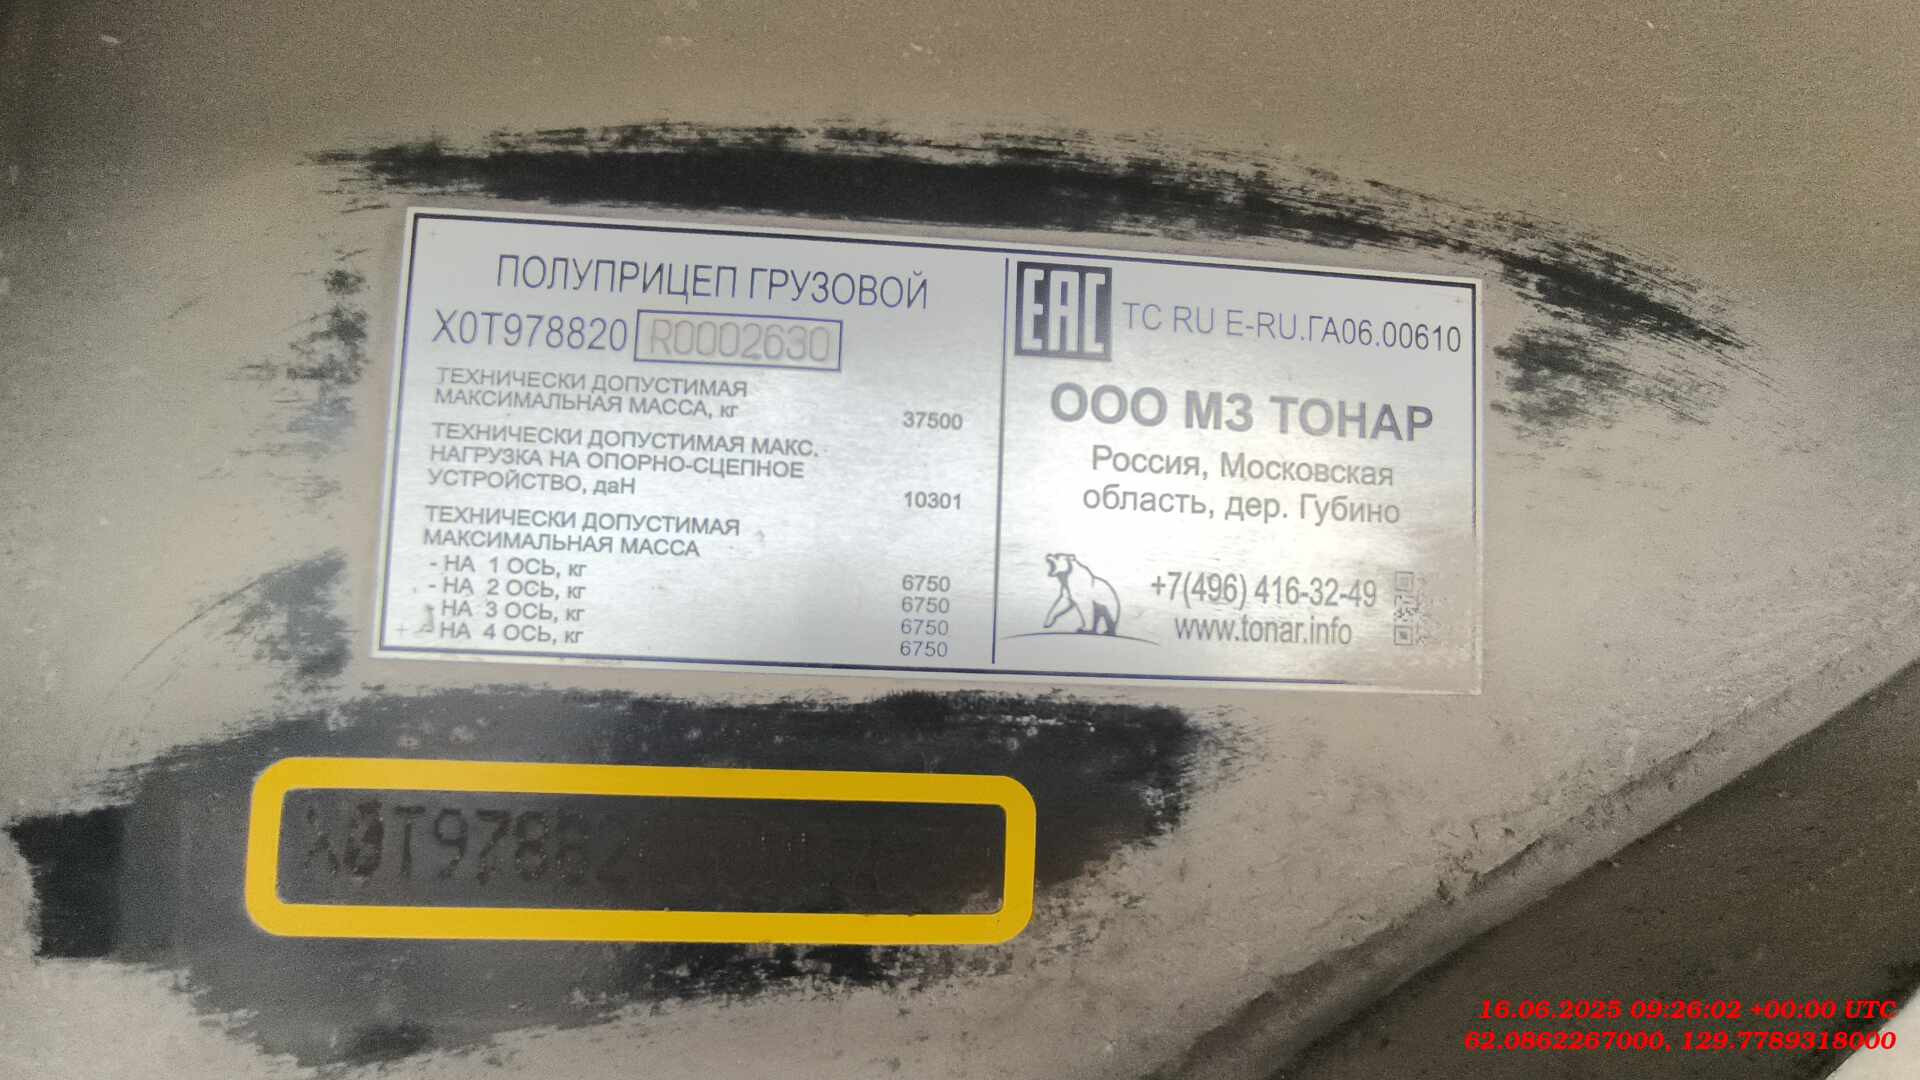 ПОЛУПРИЦЕП ГРУЗОВОЙ
X0T978820 R0002630
ТЕХНИЧЕСКИ ДОПУСТИМАЯ
МАКСИМАЛЬНАЯ МАССА, кг 37500
ТЕХНИЧЕСКИ ДОПУСТИМАЯ МАКС.
НАГРУЗКА НА ОПОРНО-СЦЕПНОЕ
УСТРОЙСТВО, даН 10301
ТЕХНИЧЕСКИ ДОПУСТИМАЯ
МАКСИМАЛЬНАЯ МАССА
- НА 1 ОСЬ, кг 6750
- НА 2 ОСЬ, кг 6750
- НА 3 ОСЬ, кг 6750
- НА 4 ОСЬ, кг 6750
EAC TC RU E-RU.ГА06.00610
ООО МЗ ТОНАР
Россия, Московская
область, дер. Губино
+7(496) 416-32-49
www.tonar.info
X0T97882
16.06.2025 09:26:02 +00:00 UTC
62.0862267000, 129.7789318000